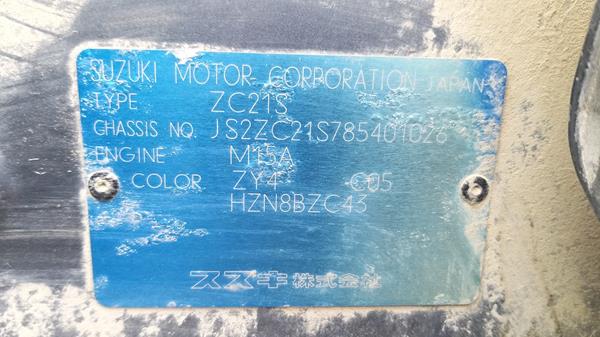 SUZUKI MOTOR CORPORATION JAPAN
TYPE ZC21S
CHASSIS NO. JS2ZC21S785401026
ENGINE M15A
COLOR ZY4 C05
HZN8BZC43
スズキ株式会社